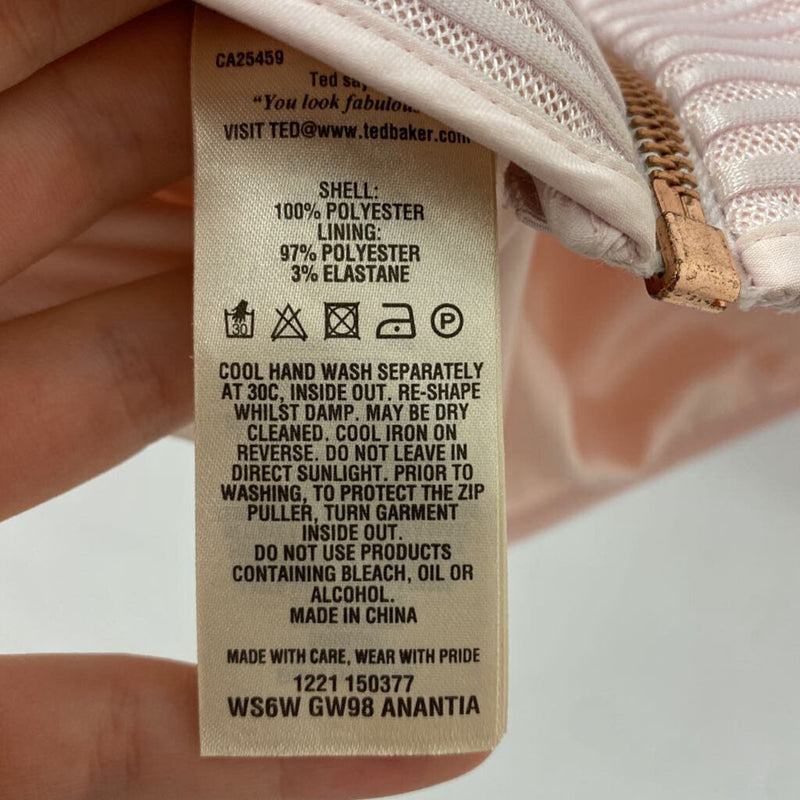 CA25459
Ted say
"You look fabulou
VISIT TED@www.tedbaker.com
SHELL:
100% POLYESTER
LINING:
97% POLYESTER
3% ELASTANE
30
P
COOL HAND WASH SEPARATELY
AT 30C, INSIDE OUT. RE-SHAPE
WHILST DAMP. MAY BE DRY
CLEANED. COOL IRON ON
REVERSE. DO NOT LEAVE IN
DIRECT SUNLIGHT. PRIOR TO
WASHING, TO PROTECT THE ZIP
PULLER, TURN GARMENT
INSIDE OUT.
DO NOT USE PRODUCTS
CONTAINING BLEACH, OIL OR
ALCOHOL.
MADE IN CHINA
MADE WITH CARE, WEAR WITH PRIDE
1221 150377
WS6W GW98 ANANTIA